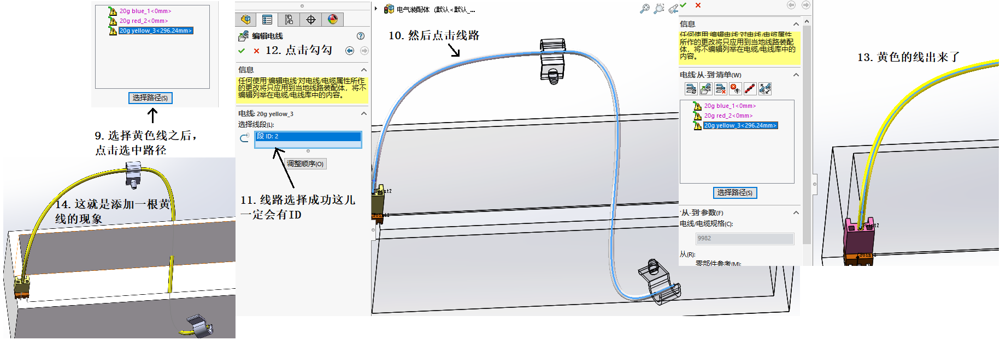 20g blue_1<0mm>
20g red_2<0mm>
20g yellow_3<296.24mm>
选择路径(S)
9. 选择黄色线之后，
点击选中路径
14. 这就是添加一根黄
线的现象
编辑电线
12. 点击勾勾
信息
任何使用'编辑电线'对电线/电缆属性所作
的更改将只应用到当地线路装配体，将不
编辑列举在电缆/电线库中的内容。
电线: 20g yellow_3
选择线段(L):
段 ID: 2
调整顺序(O)
11. 线路选择成功这儿
一定会有ID
电气装配体 (默认<默认_...
10. 然后点击线路
Point2
Point1
信息
任何使用'编辑电线'对电线/电缆属性
所作的更改将只应用到当地线路装配
体，将不编辑列举在电缆/电线库中的
内容。
电线'从-到'清单(W)
20g blue_1<0mm>
20g red_2<0mm>
20g yellow_3<296.24mm>
选择路径(S)
'从-到'参数(F)
电线/电缆规格(C):
9982
从(R):
零部件参考(M):
13. 黄色的线出来了
Point2
Point1